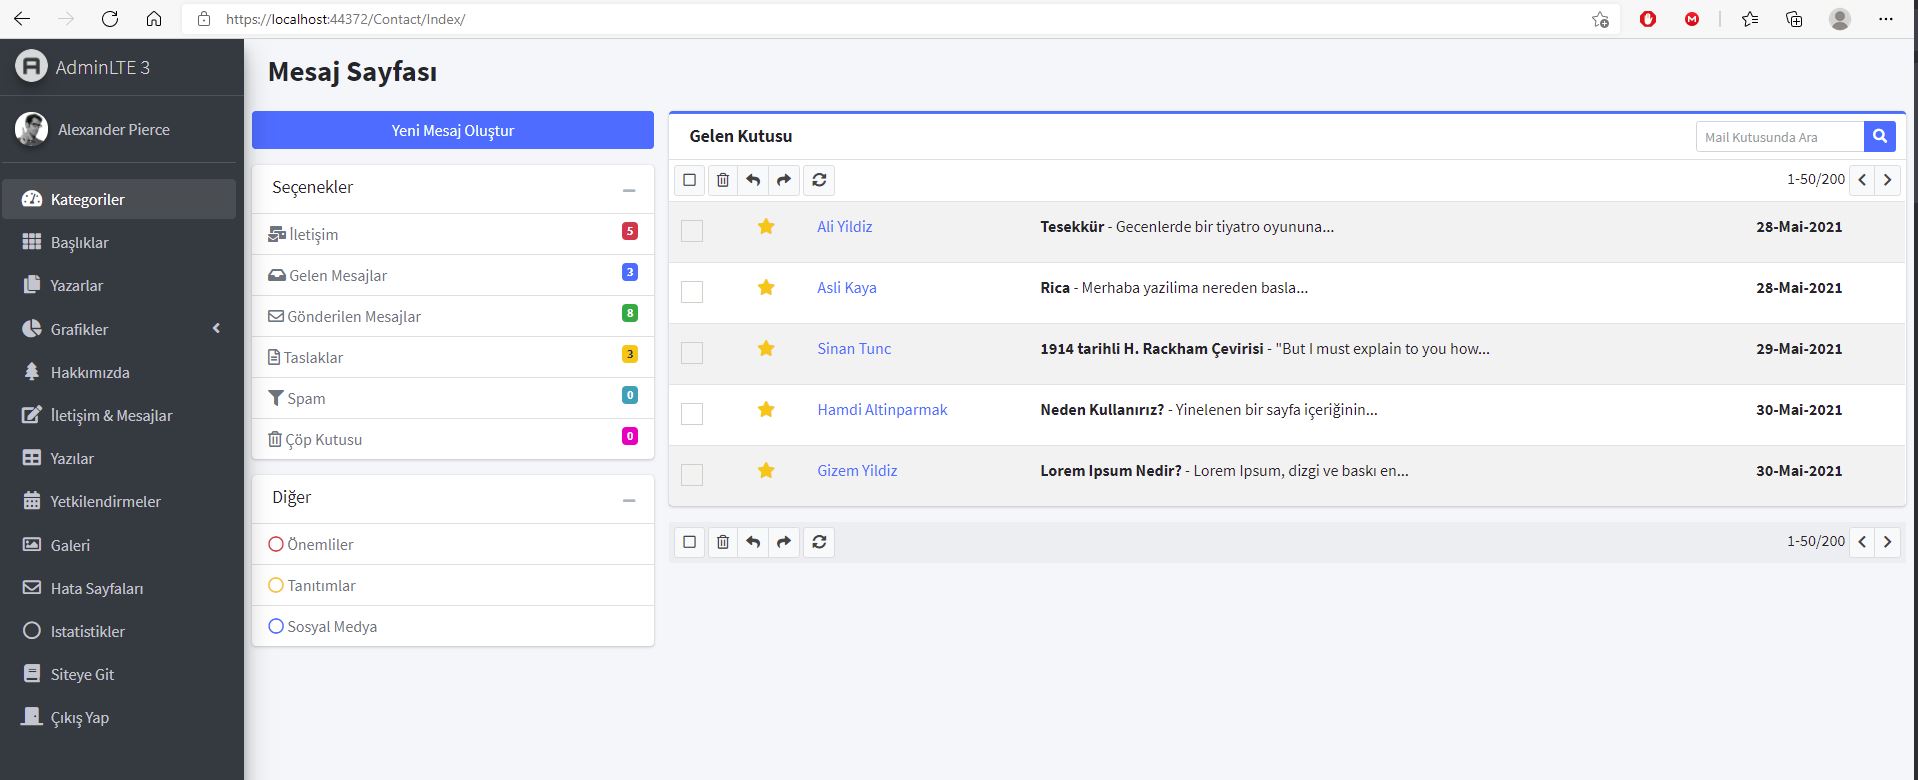 https://localhost:44372/Contact/Index/
AdminLTE 3
Alexander Pierce
Kategoriler
Başlıklar
Yazarlar
Grafikler
Hakkımızda
İletişim & Mesajlar
Yazılar
Yetkilendirmeler
Galeri
Hata Sayfaları
Istatistikler
Siteye Git
Çıkış Yap
Mesaj Sayfası
Yeni Mesaj Oluştur
Seçenekler
İletişim 5
Gelen Mesajlar 3
Gönderilen Mesajlar 8
Taslaklar 3
Spam 0
Çöp Kutusu 0
Diğer
Önemliler
Tanıtımlar
Sosyal Medya
Gelen Kutusu
Mail Kutusunda Ara
1-50/200
Ali Yildiz Tesekkür - Gecenlerde bir tiyatro oyununa... 28-Mai-2021
Asli Kaya Rica - Merhaba yazilima nereden basla... 28-Mai-2021
Sinan Tunc 1914 tarihli H. Rackham Çevirisi - "But I must explain to you how... 29-Mai-2021
Hamdi Altinparmak Neden Kullanırız? - Yinelenen bir sayfa içeriğinin... 30-Mai-2021
Gizem Yildiz Lorem Ipsum Nedir? - Lorem Ipsum, dizgi ve baskı en... 30-Mai-2021
1-50/200